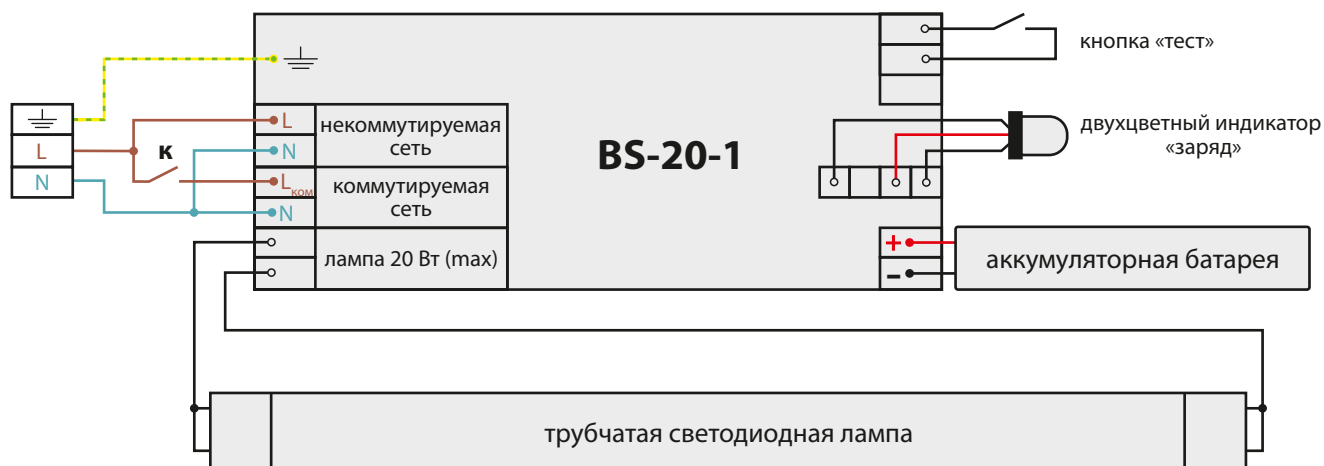 кнопка «тест»
L
N
К
L
N
Lком
N
некоммутируемая
сеть
коммутируемая
сеть
лампа 20 Вт (max)
BS-20-1
двухцветный индикатор
«заряд»
+
−
аккумуляторная батарея
трубчатая светодиодная лампа